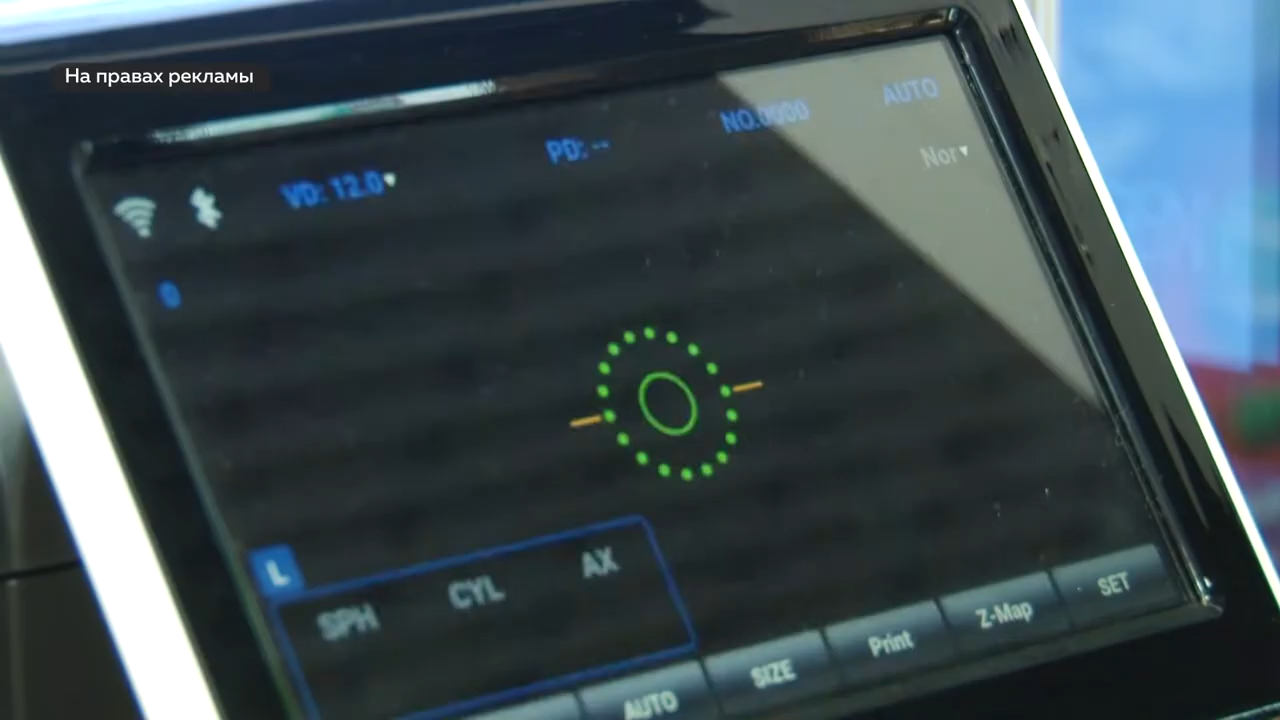 На правах рекламы
AUTO
NO.0000
PD: --
Nor
VD: 12.0
0
L
SPH CYL AX
AUTO SIZE Print Z-Map SET